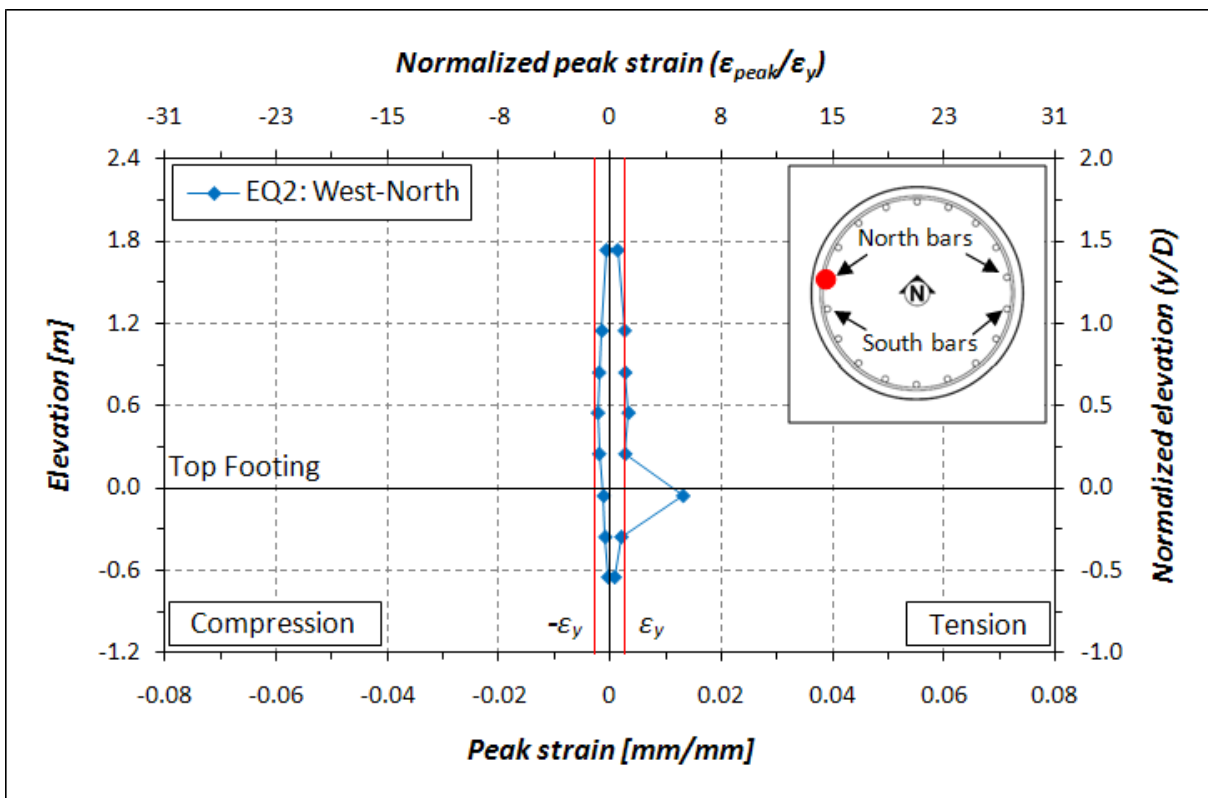 Normalized peak strain (εpeak/εy)
-31 -23 -15 -8 0 8 15 23 31
EQ2: West-North
2.4
1.8
1.2
0.6
0.0
-0.6
-1.2
Elevation [m]
North bars
N
South bars
2.0
1.5
1.0
0.5
0.0
-0.5
-1.0
Normalized elevation (y/D)
Top Footing
Compression
-εy
εy
Tension
-0.08 -0.06 -0.04 -0.02 0 0.02 0.04 0.06 0.08
Peak strain [mm/mm]